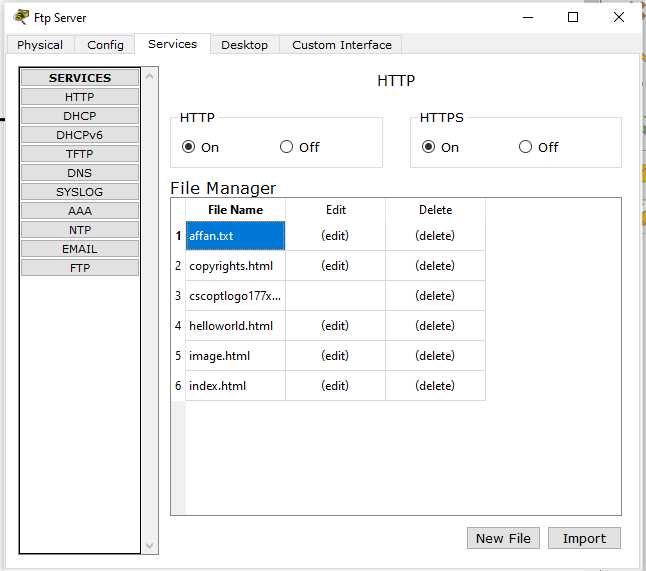 Ftp Server
Physical Config Services Desktop Custom Interface
SERVICES
HTTP
DHCP
DHCPv6
TFTP
DNS
SYSLOG
AAA
NTP
EMAIL
FTP
HTTP
HTTP
On Off
HTTPS
On Off
File Manager
File Name Edit Delete
1 affan.txt (edit) (delete)
2 copyrights.html (edit) (delete)
3 cscoptlogo177x... (delete)
4 helloworld.html (edit) (delete)
5 image.html (edit) (delete)
6 index.html (edit) (delete)
New File Import